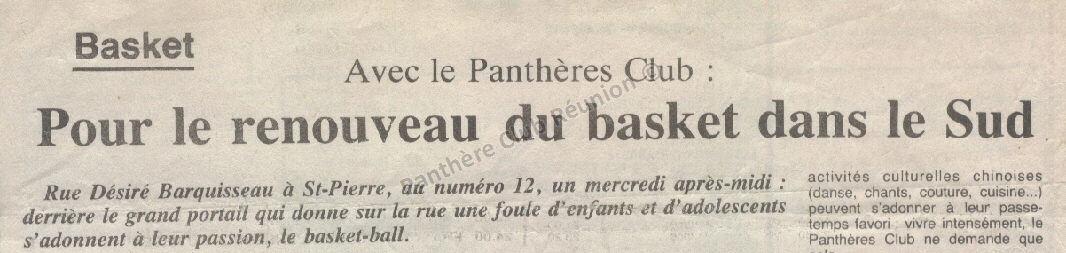 Basket
Avec le Panthères Club :
Pour le renouveau du basket dans le Sud
Rue Désiré Barquisseau à St-Pierre, au numéro 12, un mercredi après-midi :
derrière le grand portail qui donne sur la rue une foule d'enfants et d'adolescents
s'adonnent à leur passion, le basket-ball.
activités culturelles chinoises
(danse, chants, couture, cuisine...)
peuvent s'adonner à leur passe-
temps favori : vivre intensément, le
Panthères Club ne demande que
Panthère Club Réunion ©